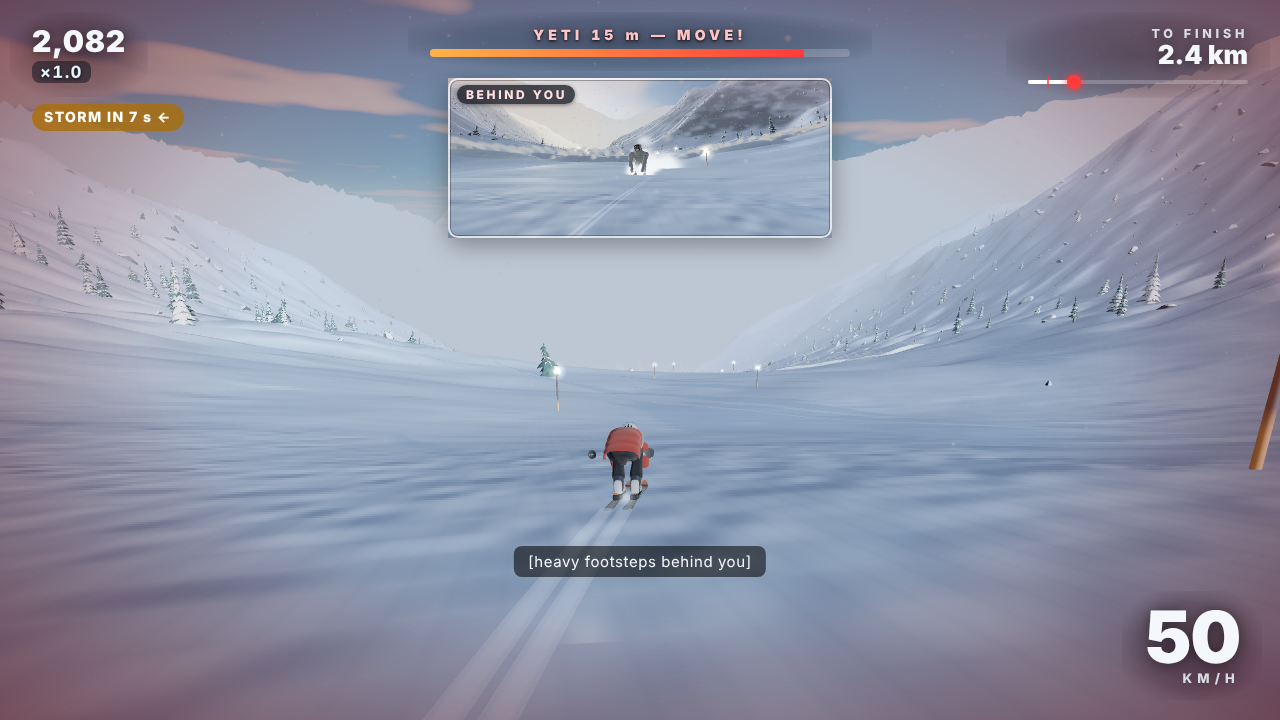 2,082
×1.0
STORM IN 7 s ←
YETI 15 m — MOVE!
BEHIND YOU
TO FINISH
2.4 km
[heavy footsteps behind you]
50
KM/H